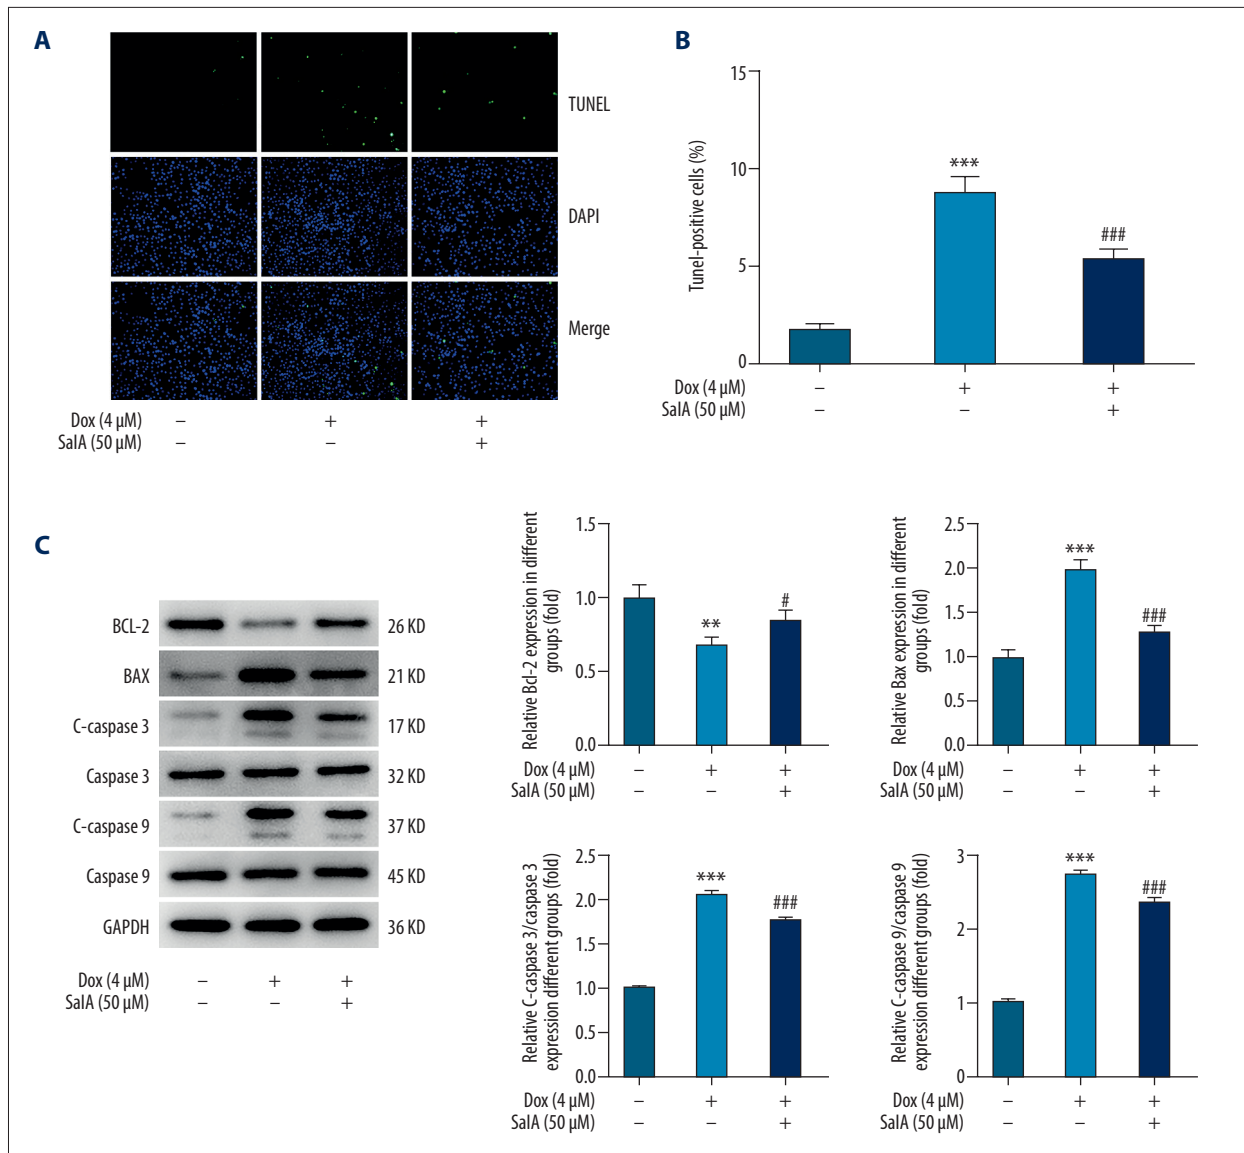 A
TUNEL
DAPI
Merge
Dox (4 µM) – + +
SalA (50 µM) – – +
B
Tunel-positive cells (%)
15
10
5
0
***
###
Dox (4 µM) – + +
SalA (50 µM) – – +
C
BCL-2 26 KD
BAX 21 KD
C-caspase 3 17 KD
Caspase 3 32 KD
C-caspase 9 37 KD
Caspase 9 45 KD
GAPDH 36 KD
Dox (4 µM) – + +
SalA (50 µM) – – +
Relative Bcl-2 expression in different
groups (fold)
1.5
1.0
0.5
0.0
**
#
Dox (4 µM) – + +
SalA (50 µM) – – +
Relative Bax expression in different
groups (fold)
2.5
2.0
1.5
1.0
0.5
0.0
***
###
Dox (4 µM) – + +
SalA (50 µM) – – +
Relative C-caspase 3/caspase 3
expression different groups (fold)
2.5
2.0
1.5
1.0
0.5
0.0
***
###
Dox (4 µM) – + +
SalA (50 µM) – – +
Relative C-caspase 9/caspase 9
expression different groups (fold)
3
2
1
0
***
###
Dox (4 µM) – + +
SalA (50 µM) – – +